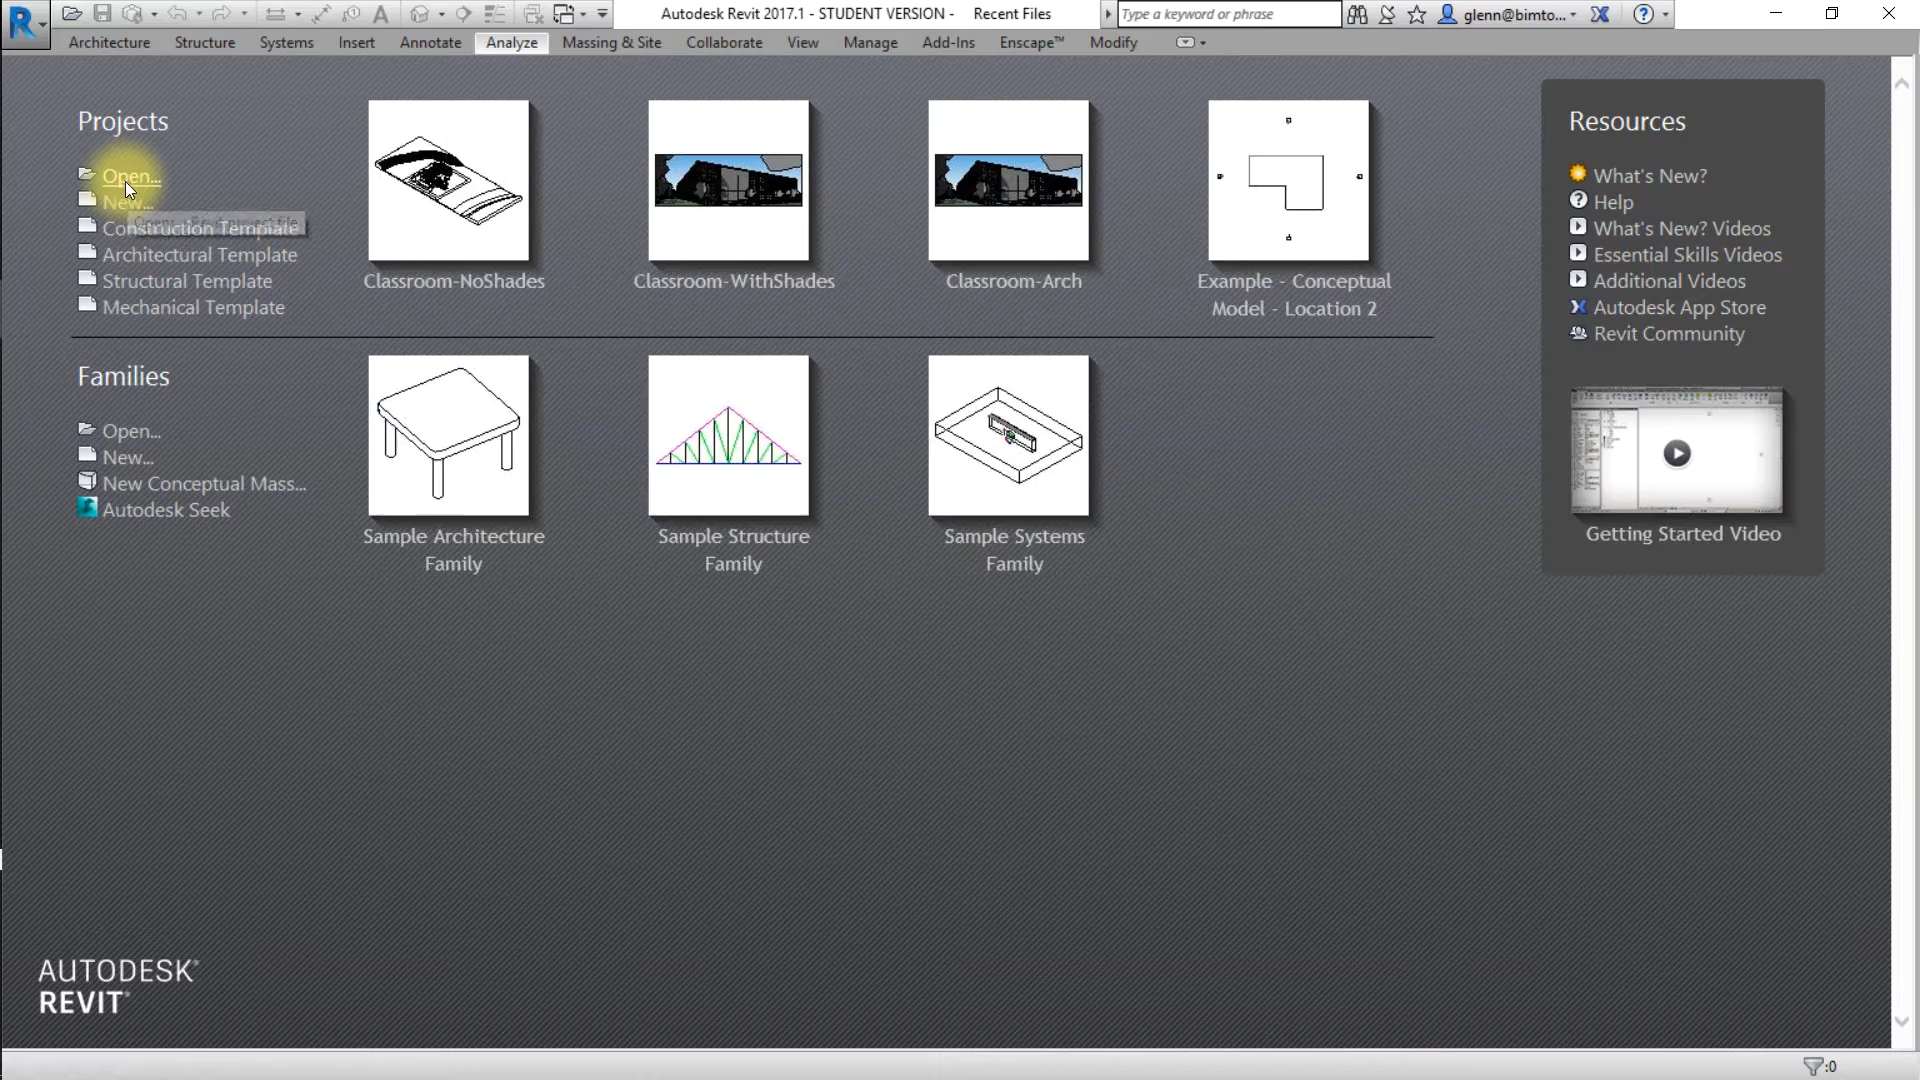 Autodesk Revit 2017.1 - STUDENT VERSION - Recent Files
Type a keyword or phrase
glenn@bimto...
Architecture Structure Systems Insert Annotate Analyze Massing & Site Collaborate View Manage Add-Ins Enscape™ Modify
Projects
Open...
New...
Construction Template
Architectural Template
Structural Template
Mechanical Template
Classroom-NoShades
Classroom-WithShades
Classroom-Arch
Example - Conceptual
Model - Location 2
Families
Open...
New...
New Conceptual Mass...
Autodesk Seek
Sample Architecture
Family
Sample Structure
Family
Sample Systems
Family
Resources
What's New?
Help
What's New? Videos
Essential Skills Videos
Additional Videos
Autodesk App Store
Revit Community
Getting Started Video
AUTODESK®
REVIT®
:0